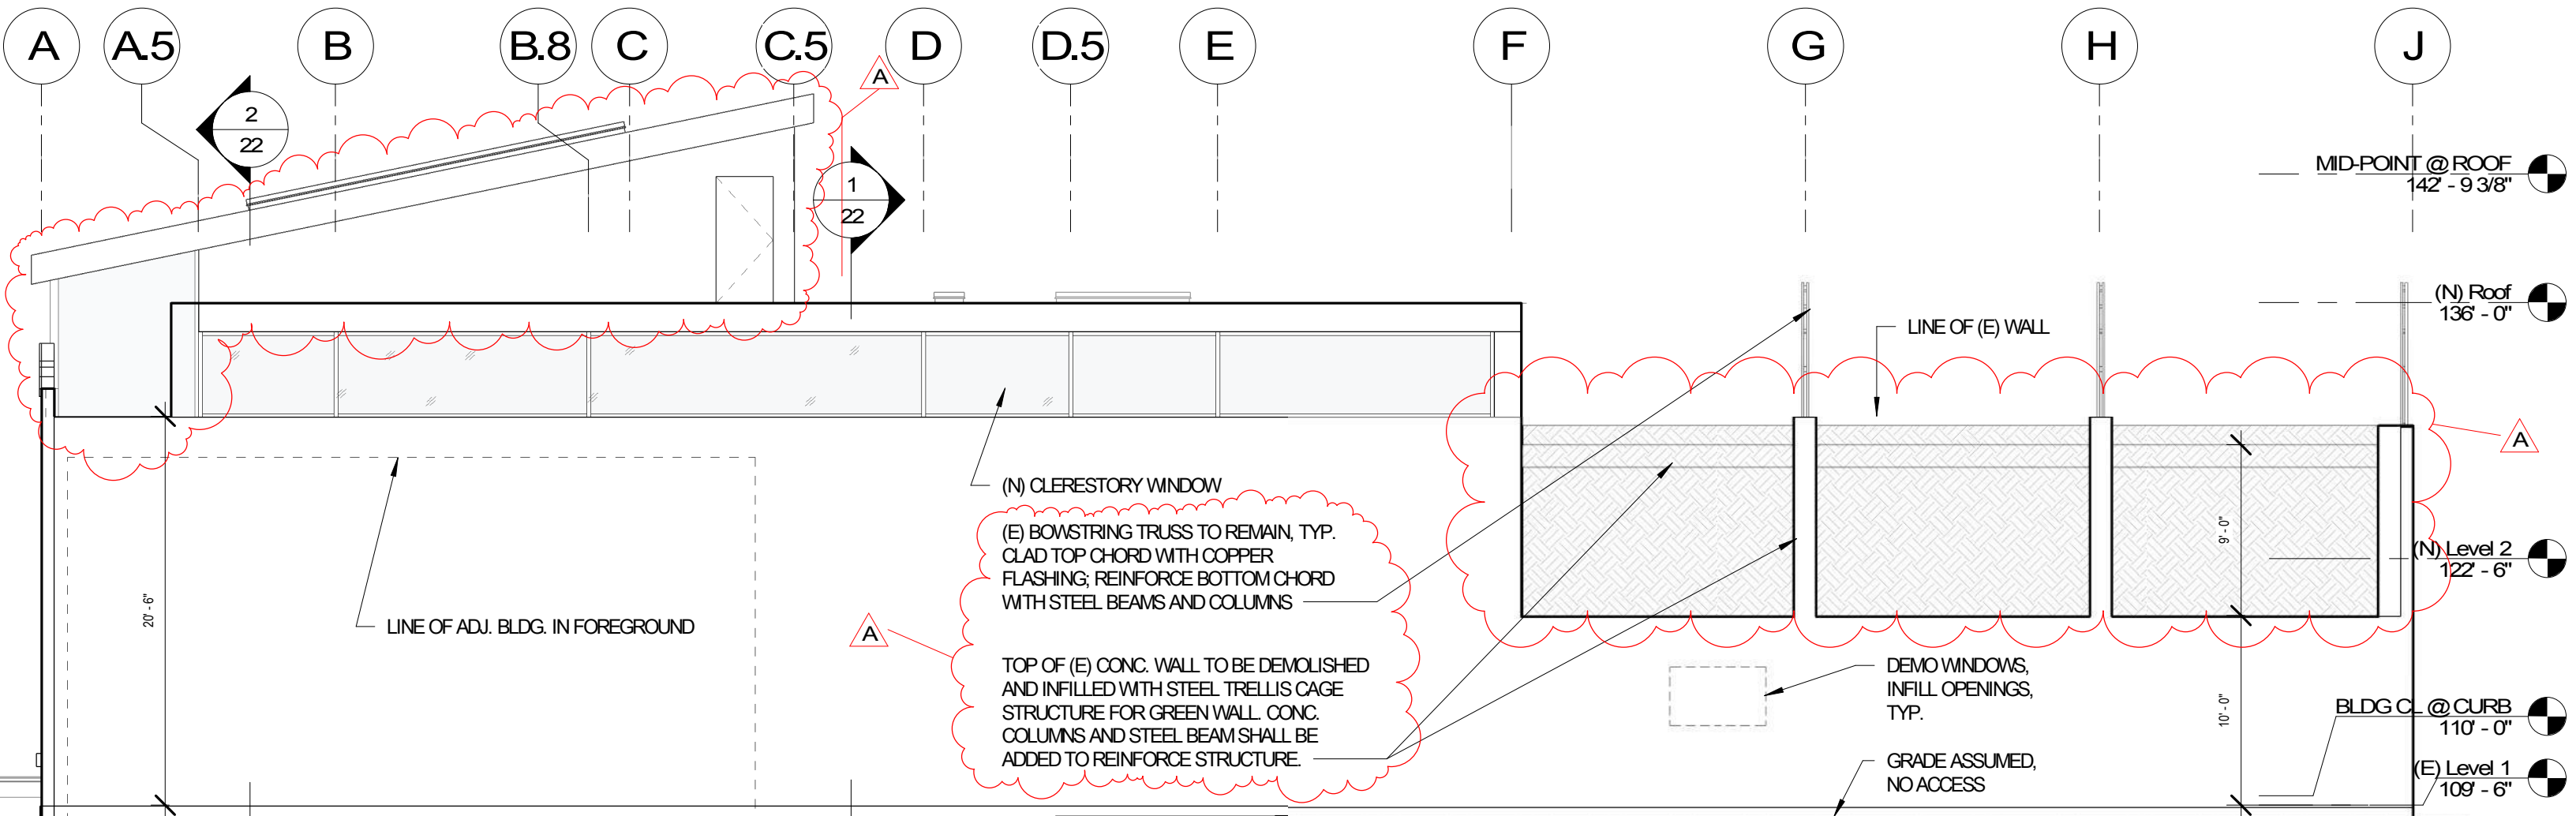 A
A.5
B
B.8
C
C.5
D
D.5
E
F
G
H
J
A
2
22
1
22
MID-POINT @ ROOF
142' - 9 3/8"
(N) Roof
136' - 0"
LINE OF (E) WALL
A
(N) CLERESTORY WINDOW
(E) BOWSTRING TRUSS TO REMAIN, TYP.
CLAD TOP CHORD WITH COPPER
FLASHING; REINFORCE BOTTOM CHORD
WITH STEEL BEAMS AND COLUMNS
9' - 0"
(N) Level 2
122' - 6"
20' - 6"
LINE OF ADJ. BLDG. IN FOREGROUND
A
TOP OF (E) CONC. WALL TO BE DEMOLISHED
AND INFILLED WITH STEEL TRELLIS CAGE
STRUCTURE FOR GREEN WALL. CONC.
COLUMNS AND STEEL BEAM SHALL BE
ADDED TO REINFORCE STRUCTURE.
DEMO WINDOWS,
INFILL OPENINGS,
TYP.
10' - 0"
BLDG CL @ CURB
110' - 0"
GRADE ASSUMED,
NO ACCESS
(E) Level 1
109' - 6"